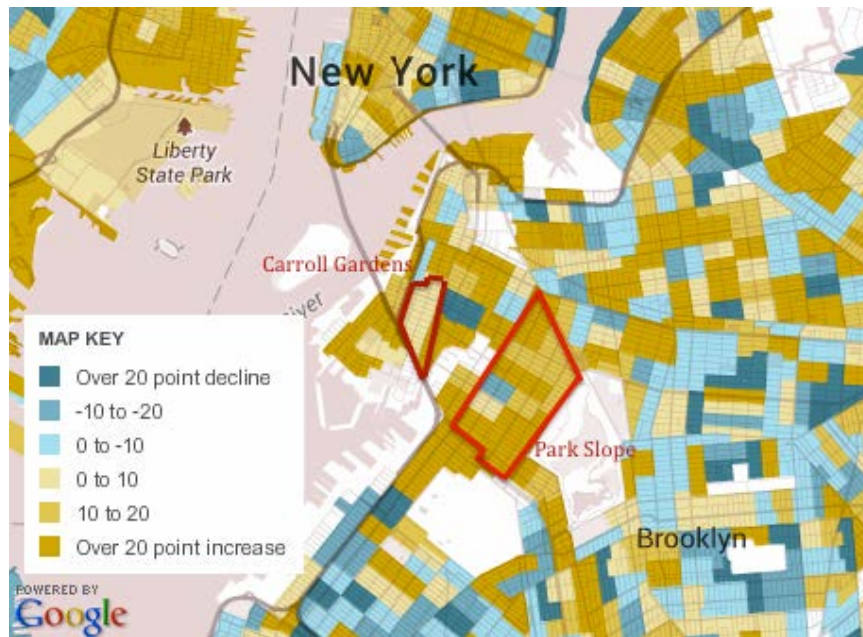 New York
Liberty
State Park
Carroll Gardens
River
MAP KEY
Over 20 point decline
-10 to -20
0 to -10
0 to 10
10 to 20
Over 20 point increase
Park Slope
Brooklyn
POWERED BY
Google